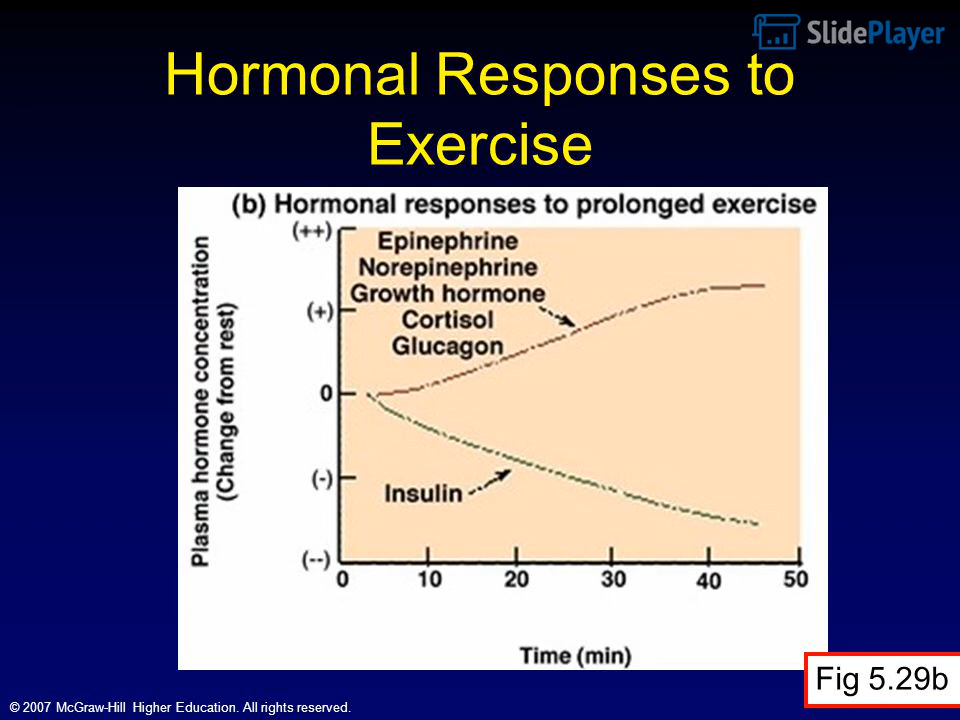 SlidePlayer
Hormonal Responses to
Exercise
(b) Hormonal responses to prolonged exercise
Plasma hormone concentration
(Change from rest)
(++)
(+)
0
(-)
(--)
Epinephrine
Norepinephrine
Growth hormone
Cortisol
Glucagon
Insulin
0 10 20 30 40 50
Time (min)
Fig 5.29b
© 2007 McGraw-Hill Higher Education. All rights reserved.